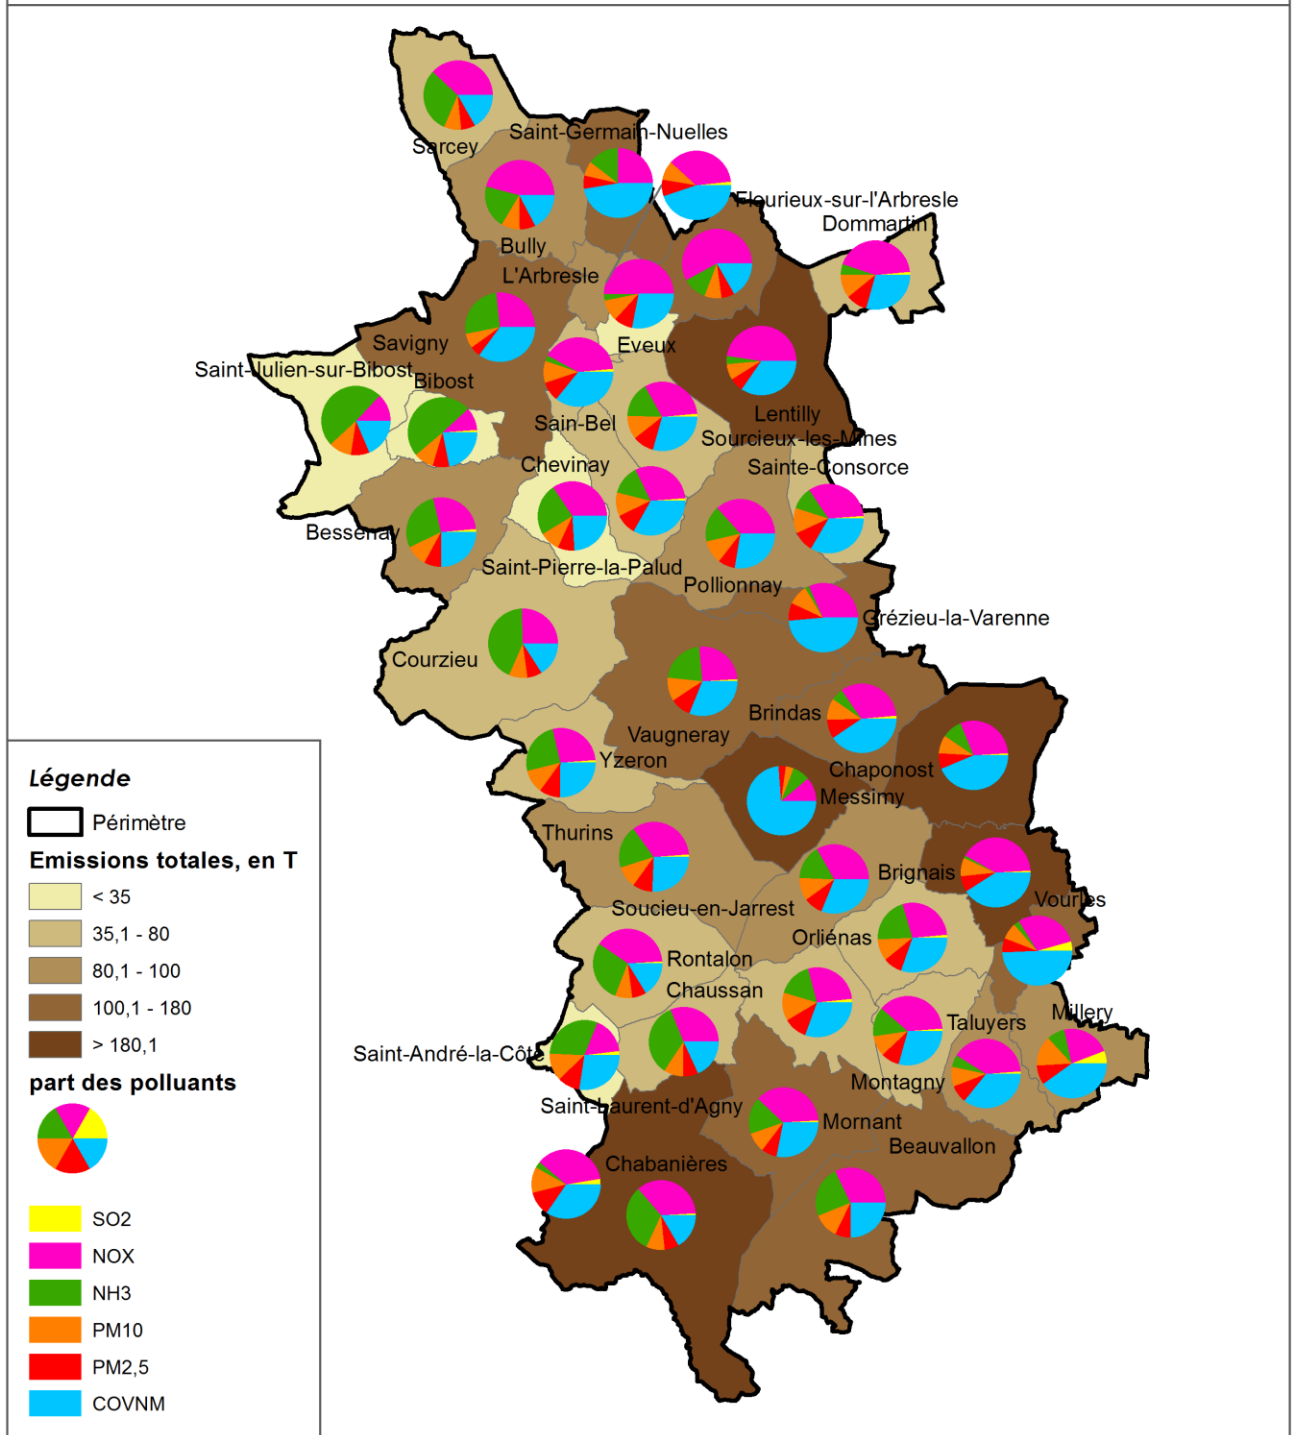 Sarcey
Saint-Germain-Nuelles
Fleurieux-sur-l'Arbresle
Dommartin
Bully
L'Arbresle
Savigny
Eveux
Saint-Julien-sur-Bibost
Bibost
Lentilly
Sain-Bel
Sourcieux-les-Mines
Chevinay
Sainte-Consorce
Bessenay
Saint-Pierre-la-Palud
Pollionnay
Grézieu-la-Varenne
Courzieu
Brindas
Vaugneray
Yzeron
Chaponost
Messimy
Thurins
Brignais
Vourles
Soucieu-en-Jarrest
Orliénas
Rontalon
Chaussan
Millery
Taluyers
Saint-André-la-Côte
Montagny
Saint-Laurent-d'Agny
Mornant
Beauvallon
Chabanières
Légende
Périmètre
Emissions totales, en T
< 35
35,1 - 80
80,1 - 100
100,1 - 180
> 180,1
part des polluants
SO2
NOX
NH3
PM10
PM2,5
COVNM